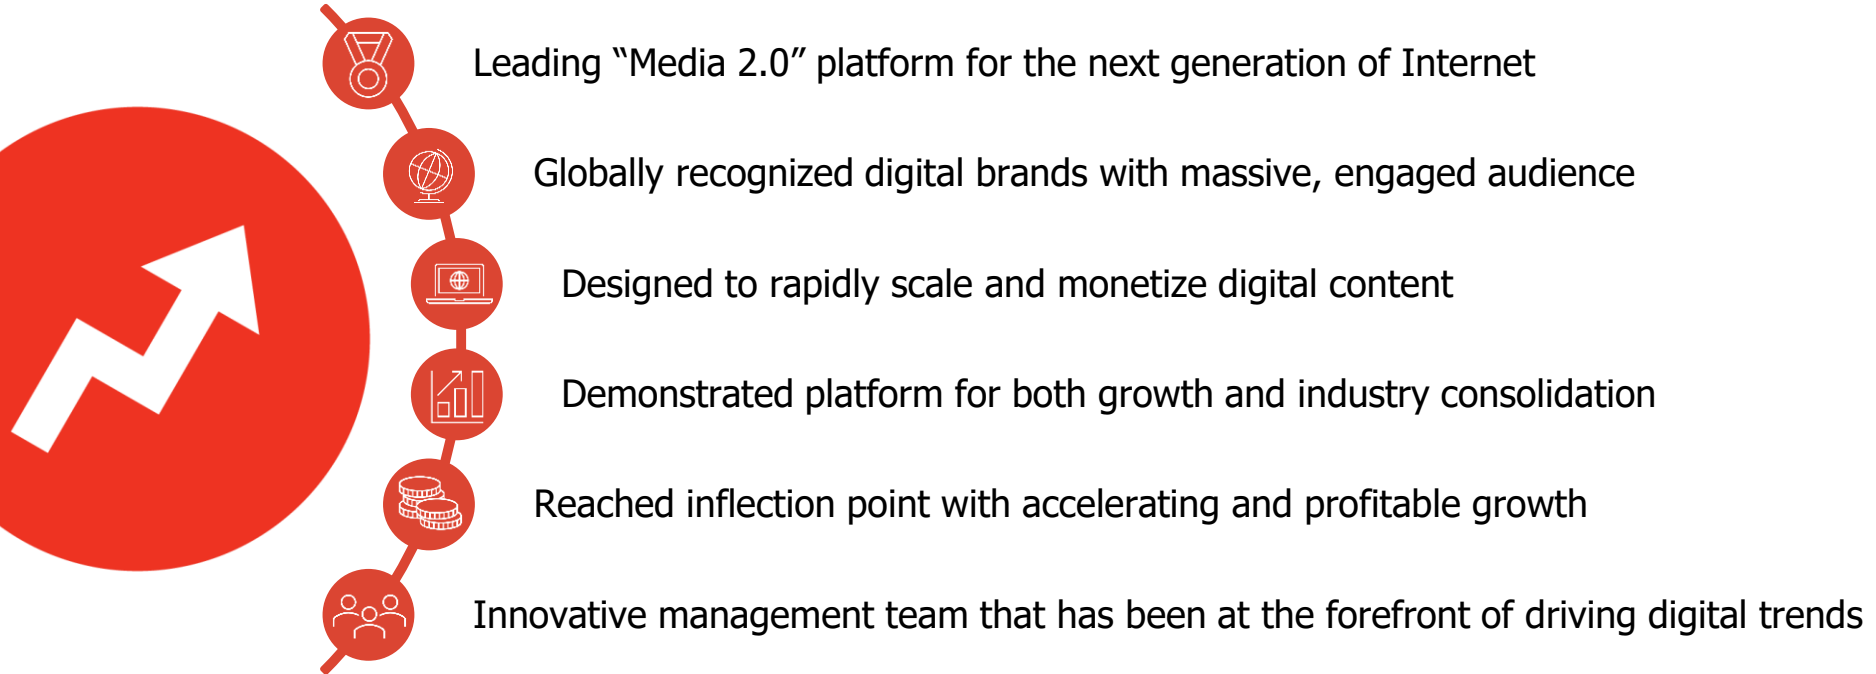 Leading “Media 2.0” platform for the next generation of Internet
Globally recognized digital brands with massive, engaged audience
Designed to rapidly scale and monetize digital content
Demonstrated platform for both growth and industry consolidation
Reached inflection point with accelerating and profitable growth
Innovative management team that has been at the forefront of driving digital trends